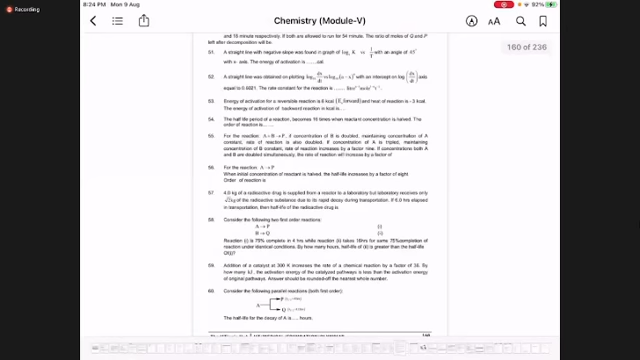 Recording
8:24 PM Mon 9 Aug
92%
Chemistry (Module-V)
AA
160 of 236
and 18 minute respectively. If both are allowed to run for 54 minute. The ratio of moles of Q and P
left after decomposition will be.
51. A straight line with negative slope was found in graph of log₁₀ K vs 1/T with an angle of 45°
with x- axis. The energy of activation is ........cal
52. A straight line was obtained on plotting log₁₀ dx/dt vs log₁₀ (a – x)² with an intercept on log (dx/dt) axis
equal to 0.6021. The rate constant for the reaction is
53. Energy of activation for a reversible reaction is 6 kcal (E forward) and heat of reaction is -3 kcal.
The energy of activation of backward reaction in kcal is....
54. The half life period of a reaction, becomes 16 times when reactant concentration is halved. The
order of reaction is......
55. For the reaction A + B → P, if concentration of B is doubled, maintaining concentration of A
constant, rate of reaction is also doubled. If concentration of A is tripled, maintaining
concentration of B constant, rate of reaction increases by a factor nine. If concentrations both A
and B are doubled simultaneously, the rate of reaction will increase by a factor of
56. For the reaction A → P
When initial concentration of reactant is halved, the half-life increases by a factor of eight.
Order of reaction is
57. 4.0 kg of a radioactive drug is supplied from a reactor to a laboratory but laboratory receives only
√2kg of the radioactive substance due to its rapid decay during transportation. If 6.0 hrs elapsed
in transportation, then half-life of the radioactive drug is.
58. Consider the following two first order reactions:
A → P (i)
B → Q (ii)
Reaction (i) is 75% complete in 4 hrs while reaction (ii) takes 16hrs for same 75%completion of
reaction under identical conditions. By how many hours, half-life of (ii) is greater than the half-life
Of(i)?
59. Addition of a catalyst at 300 K increases the rate of a chemical reaction by a factor of 36. By
how many kJ, the activation energy of the catalyzed pathways is less the activation energy
of original pathways. Answer should be rounded-off the nearest whole number.
60. Consider the following parallel reactions (both first order):
P
A
Q
The half-life for the decay of A is .... hours.